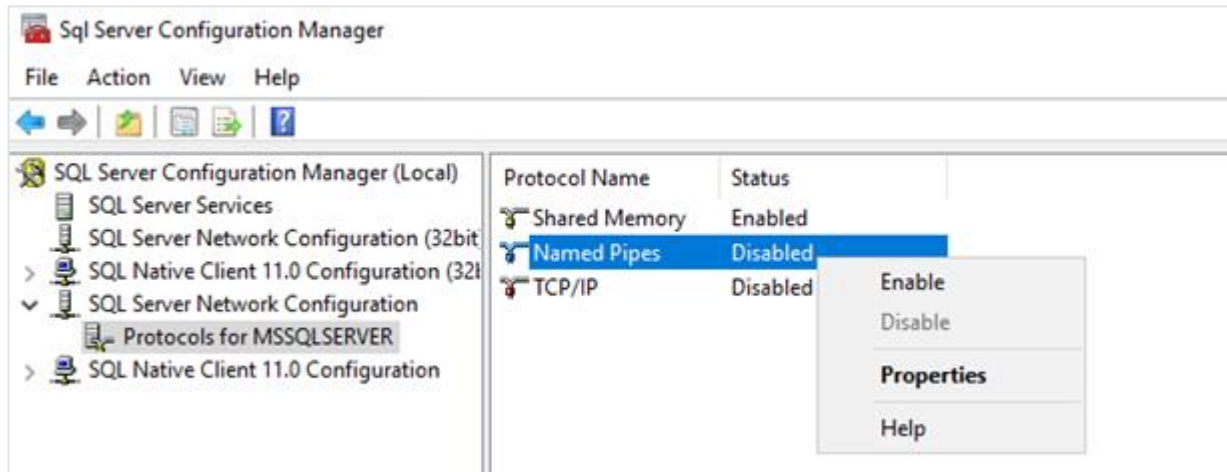 Sql Server Configuration Manager
File Action View Help
SQL Server Configuration Manager (Local)
SQL Server Services
SQL Server Network Configuration (32bit
SQL Native Client 11.0 Configuration (32b
SQL Server Network Configuration
Protocols for MSSQLSERVER
SQL Native Client 11.0 Configuration
Protocol Name Status
Shared Memory Enabled
Named Pipes Disabled
TCP/IP Disabled
Enable
Disable
Properties
Help